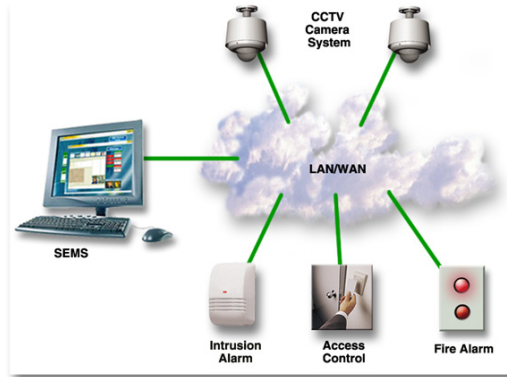 CCTV
Camera
System
LAN/WAN
SEMS
Intrusion
Alarm
Access
Control
Fire Alarm